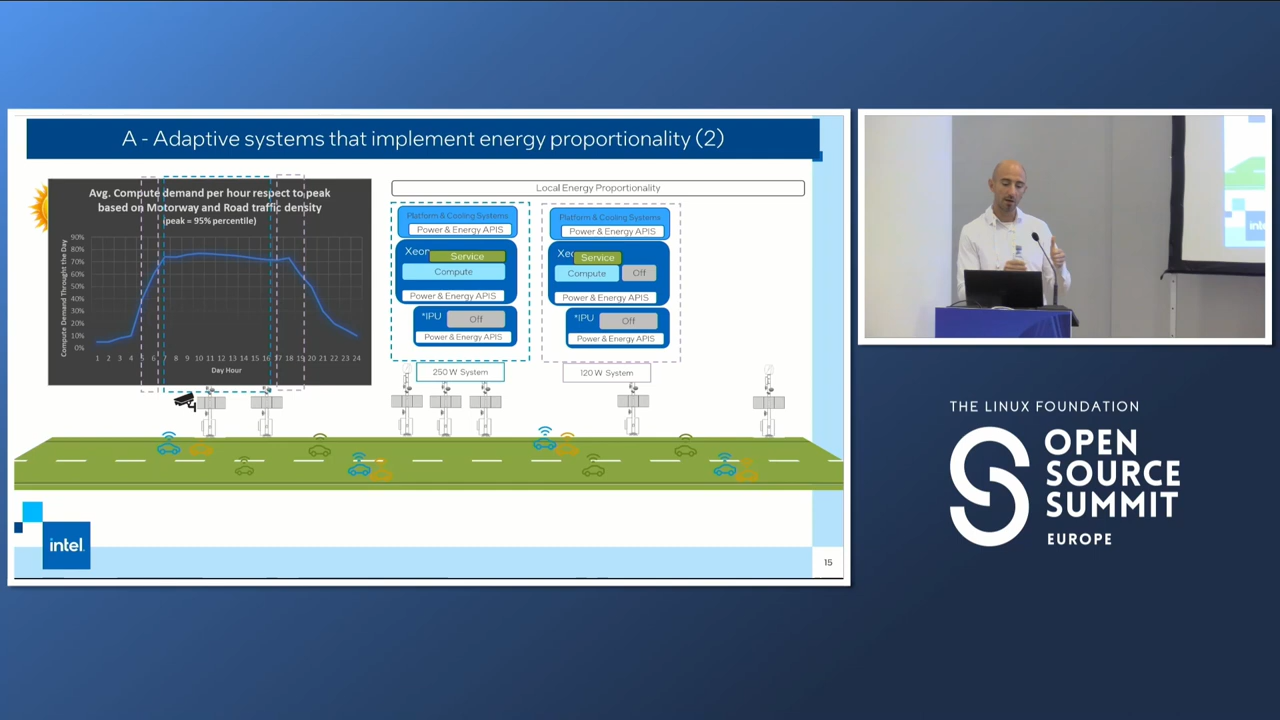 A - Adaptive systems that implement energy proportionality (2)
Avg. Compute demand per hour respect to peak
based on Motorway and Road traffic density
(peak = 95% percentile)
Compute Demand Throught the Day
90%
80%
70%
60%
50%
40%
30%
20%
10%
0%
1 2 3 4 5 6 7 8 9 10 11 12 13 14 15 16 17 18 19 20 21 22 23 24
Day Hour
Local Energy Proportionality
Platform & Cooling Systems
Power & Energy APIS
Xeon
Service
Compute
Power & Energy APIS
*IPU
Off
Power & Energy APIS
250 W System
Platform & Cooling Systems
Power & Energy APIS
Service
Compute
Off
Power & Energy APIS
*IPU
Off
Power & Energy APIS
120 W System
intel.
15
THE LINUX FOUNDATION
OPEN
SOURCE
SUMMIT
EUROPE